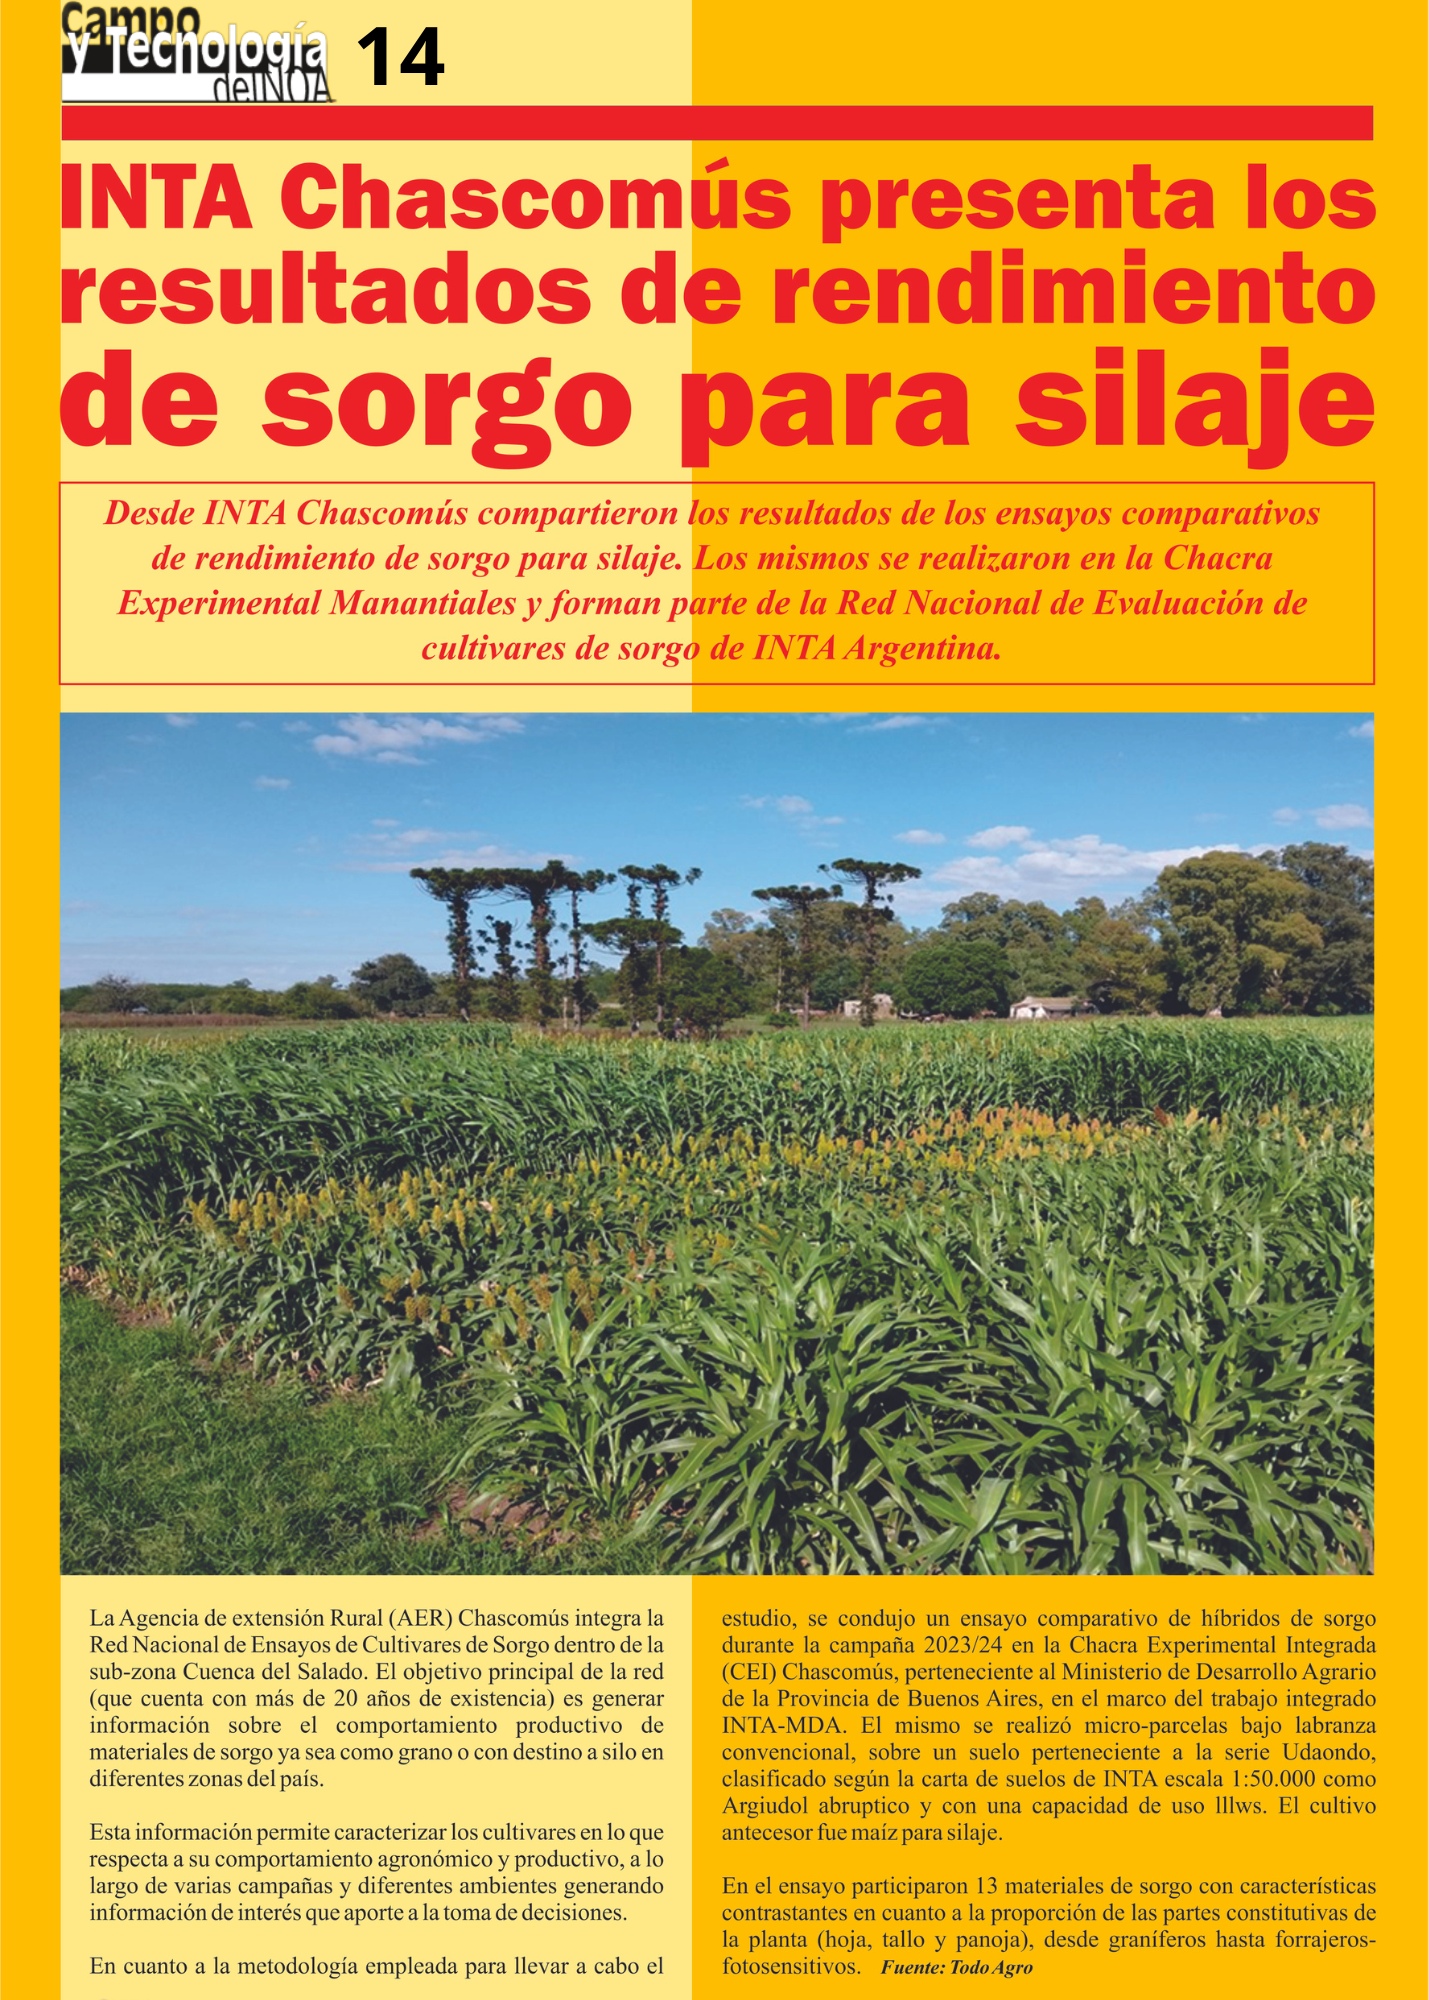 Campo
y Tecnología
del NOA
14
INTA Chascomús presenta los
resultados de rendimiento
de sorgo para silaje
Desde INTA Chascomús compartieron los resultados de los ensayos comparativos
de rendimiento de sorgo para silaje. Los mismos se realizaron en la Chacra
Experimental Manantiales y forman parte de la Red Nacional de Evaluación de
cultivares de sorgo de INTA Argentina.
La Agencia de extensión Rural (AER) Chascomús integra la
Red Nacional de Ensayos de Cultivares de Sorgo dentro de la
sub-zona Cuenca del Salado. El objetivo principal de la red
(que cuenta con más de 20 años de existencia) es generar
información sobre el comportamiento productivo de
materiales de sorgo ya sea como grano o con destino a silo en
diferentes zonas del país.
Esta información permite caracterizar los cultivares en lo que
respecta a su comportamiento agronómico y productivo, a lo
largo de varias campañas y diferentes ambientes generando
información de interés que aporte a la toma de decisiones.
En cuanto a la metodología empleada para llevar a cabo el
estudio, se condujo un ensayo comparativo de híbridos de sorgo
durante la campaña 2023/24 en la Chacra Experimental Integrada
(CEI) Chascomús, perteneciente al Ministerio de Desarrollo Agrario
de la Provincia de Buenos Aires, en el marco del trabajo integrado
INTA-MDA. El mismo se realizó micro-parcelas bajo labranza
convencional, sobre un suelo perteneciente a la serie Udaondo,
clasificado según la carta de suelos de INTA escala 1:50.000 como
Argiudol abruptico y con una capacidad de uso lllws. El cultivo
antecesor fue maíz para silaje.
En el ensayo participaron 13 materiales de sorgo con características
contrastantes en cuanto a la proporción de las partes constitutivas de
la planta (hoja, tallo y panoja), desde graníferos hasta forrajeros-
fotosensitivos. Fuente: Todo Agro